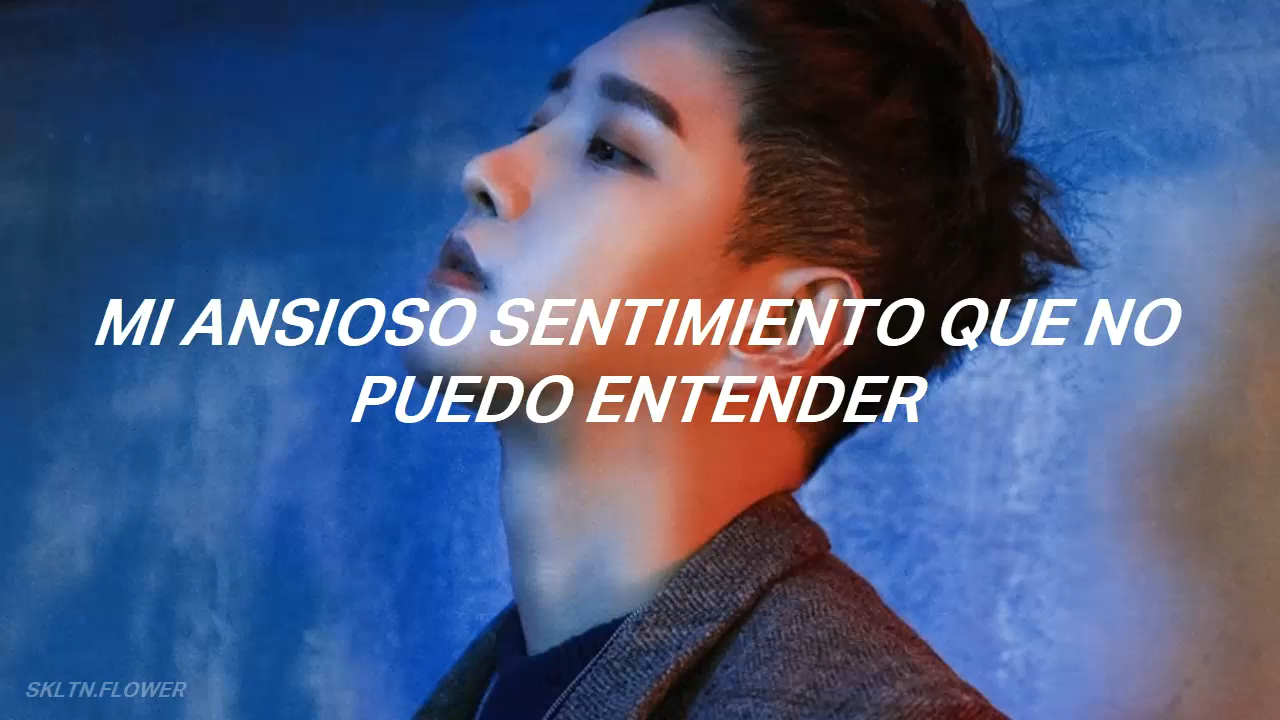 MI ANSIOSO SENTIMIENTO QUE NO
PUEDO ENTENDER
SKLTN.FLOWER